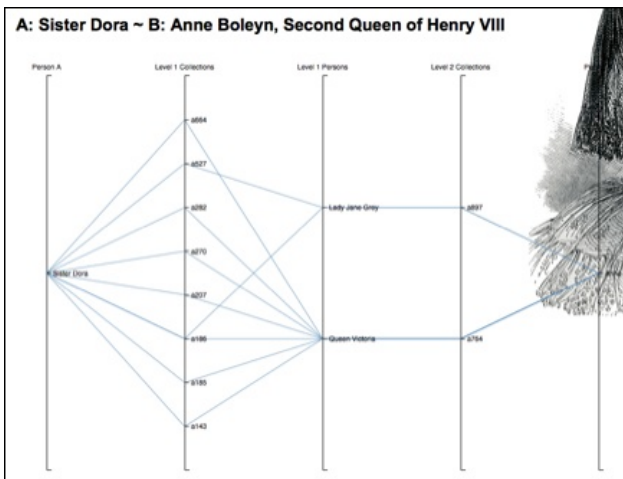 A: Sister Dora ~ B: Anne Boleyn, Second Queen of Henry VIII
Person A
Level 1 Collections
Level 1 Persons
Level 2 Collections
a664
a527
a282
a270
a207
a186
a185
a143
Sister Dora
Lady Jane Grey
Queen Victoria
a897
a764